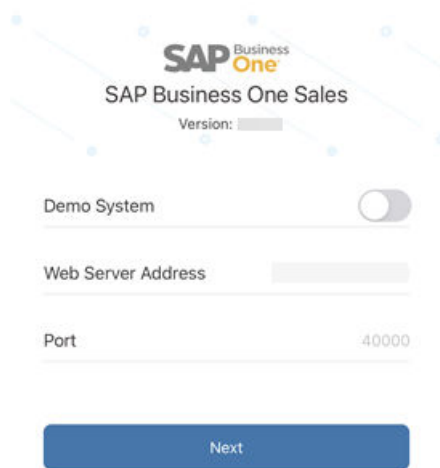 SAP Business One
SAP Business One Sales
Version:
Demo System
Web Server Address
Port 40000
Next